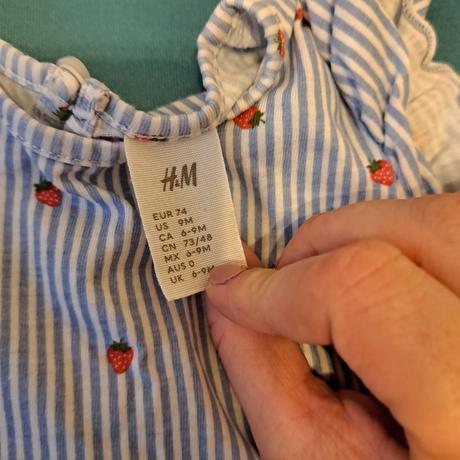 H&M
EUR 74
US 9M
CA 6-9M
CN 73/48
MX 6-9M
AUS 0
UK 6-9M